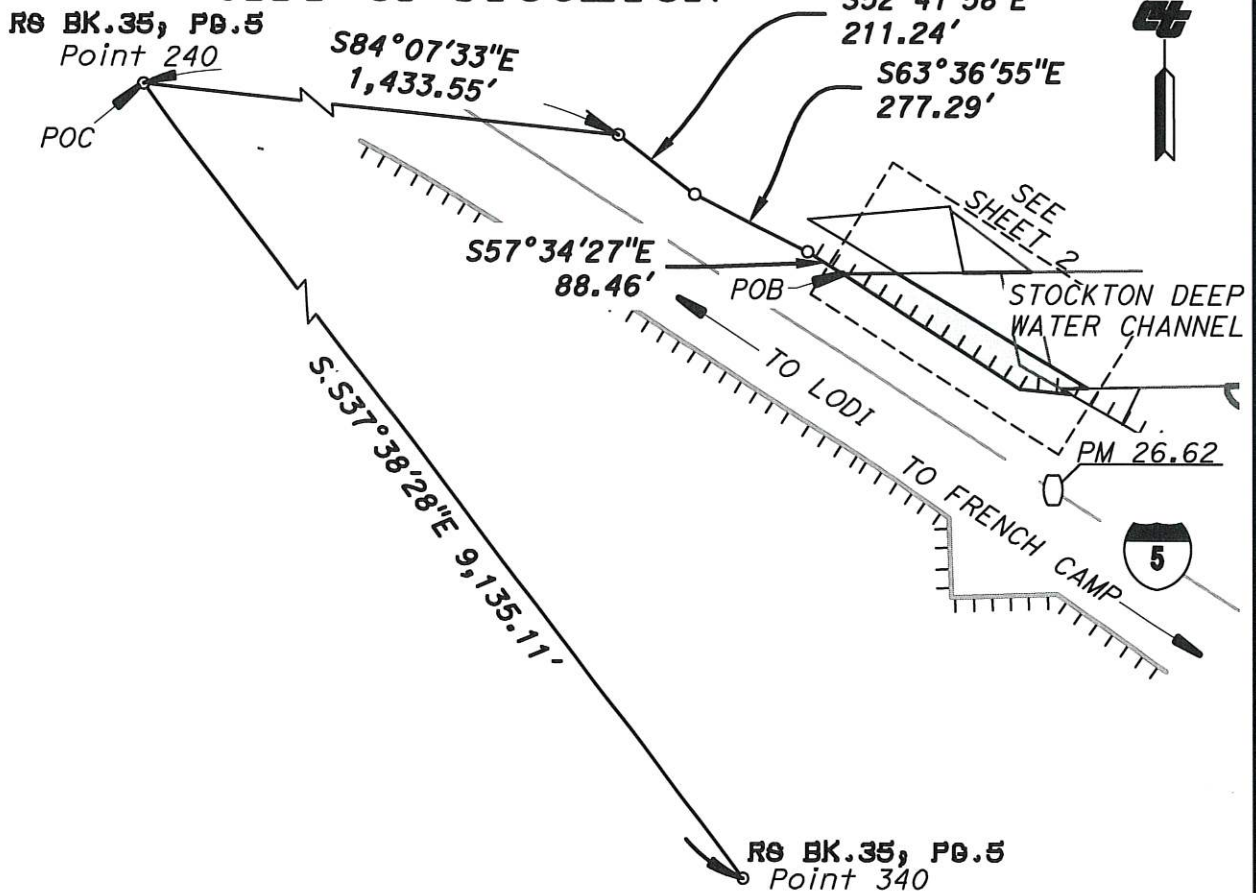 RS BK.35, PG.5
Point 240
POC
S84°07'33"E
1,433.55'
211.24'
S63°36'55"E
277.29'
SEE
SHEET 2
S57°34'27"E
88.46'
POB
STOCKTON DEEP
WATER CHANNEL
TO LODI
TO FRENCH CAMP
PM 26.62
5
S.S37°38'28"E 9,135.11'
RS BK.35, PG.5
Point 340